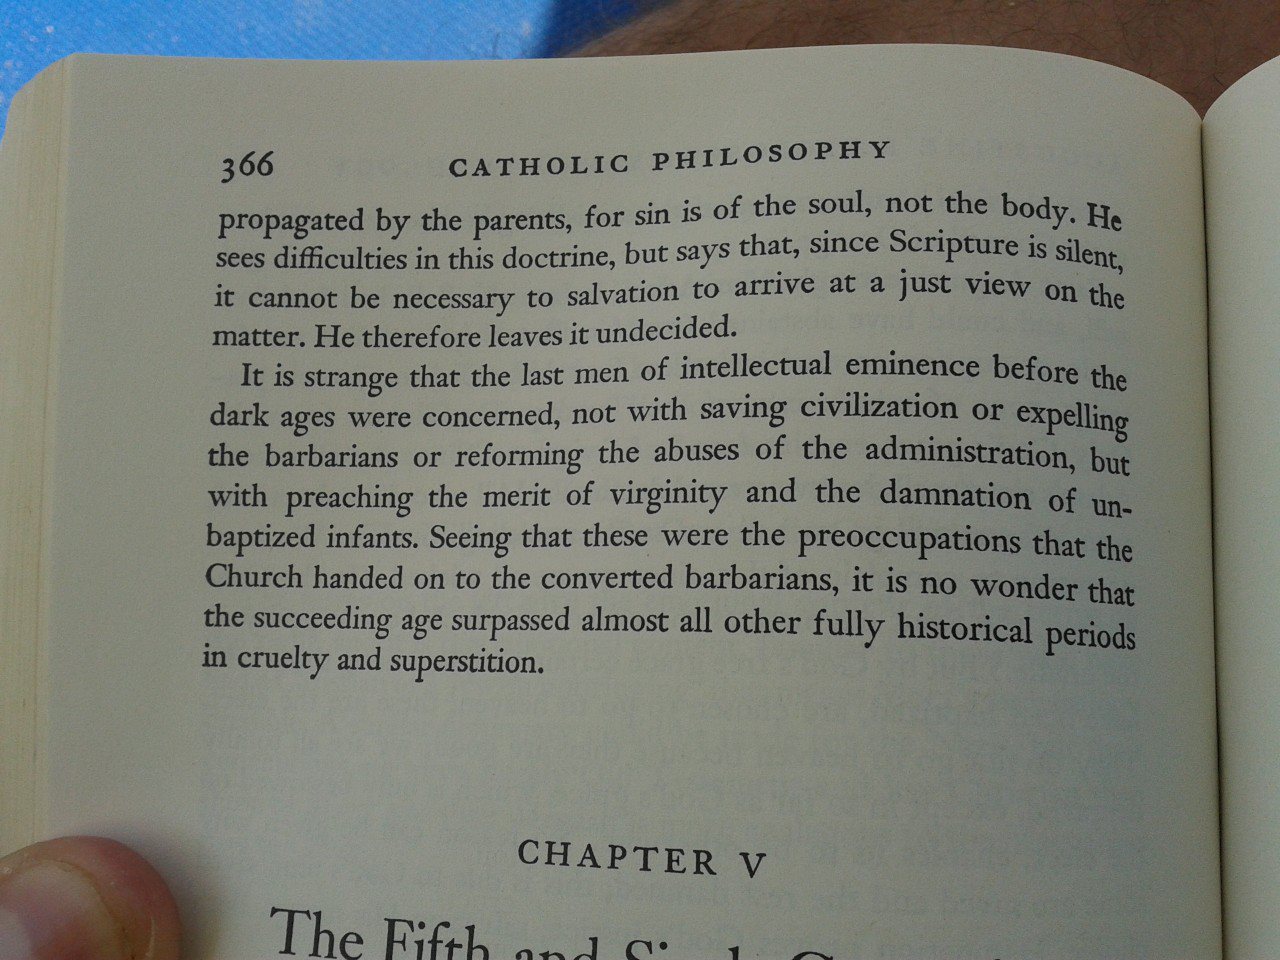 366 CATHOLIC PHILOSOPHY
propagated by the parents, for sin is of the soul, not the body. He
sees difficulties in this doctrine, but says that, since Scripture is silent,
it cannot be necessary to salvation to arrive at a just view on the
matter. He therefore leaves it undecided.
It is strange that the last men of intellectual eminence before the
dark ages were concerned, not with saving civilization or expelling
the barbarians or reforming the abuses of the administration, but
with preaching the merit of virginity and the damnation of un-
baptized infants. Seeing that these were the preoccupations that the
Church handed on to the converted barbarians, it is no wonder that
the succeeding age surpassed almost all other fully historical periods
in cruelty and superstition.
CHAPTER V
The Fifth and